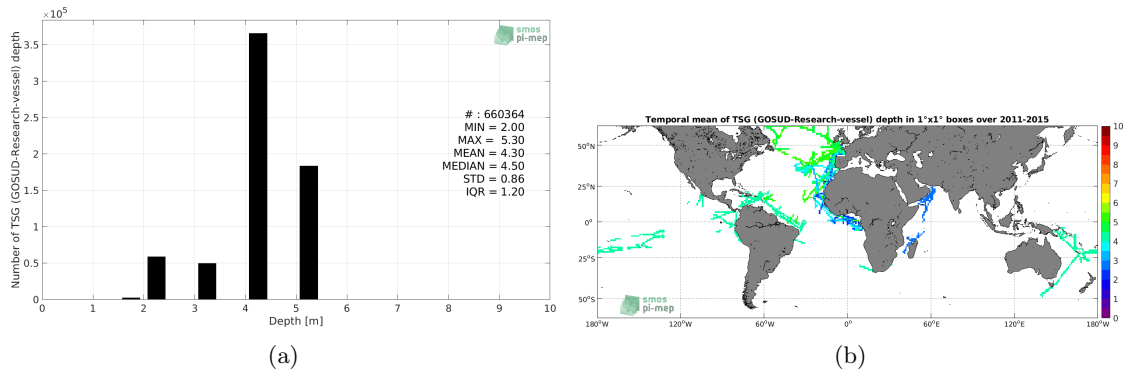 ×10⁵
smos
pi-mep
Number of TSG (GOSUD-Research-vessel) depth
3.5
3
2.5
2
1.5
1
0.5
0
# : 660364
MIN = 2.00
MAX = 5.30
MEAN = 4.30
MEDIAN = 4.50
STD = 0.86
IQR = 1.20
0 1 2 3 4 5 6 7 8 9 10
Depth [m]
(a)
Temporal mean of TSG (GOSUD-Research-vessel) depth in 1°x1° boxes over 2011-2015
50°N
25°N
0°
25°S
50°S
180°W 120°W 60°W 0° 60°E 120°E 180°W
smos
pi-mep
10
9
8
7
6
5
4
3
2
1
0
(b)